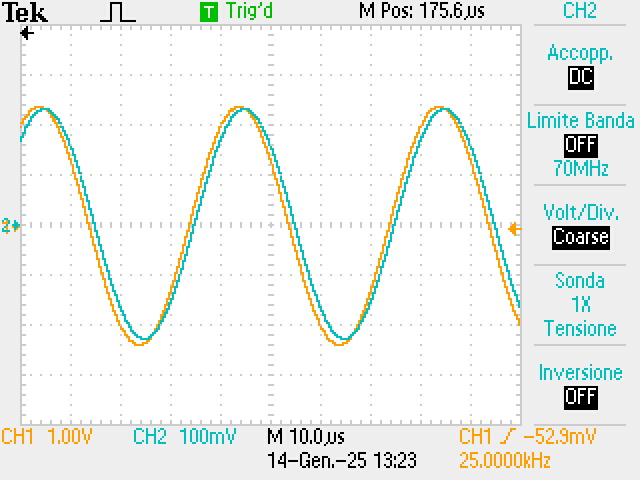 Tek T Trig'd M Pos: 175.6µs CH2
Accopp.
DC
Limite Banda
OFF
70MHz
Volt/Div.
Coarse
Sonda
1X
Tensione
Inversione
OFF
2
CH1 1.00V CH2 100mV M 10.0µs CH1 -52.9mV
14-Gen.-25 13:23 25.0000kHz